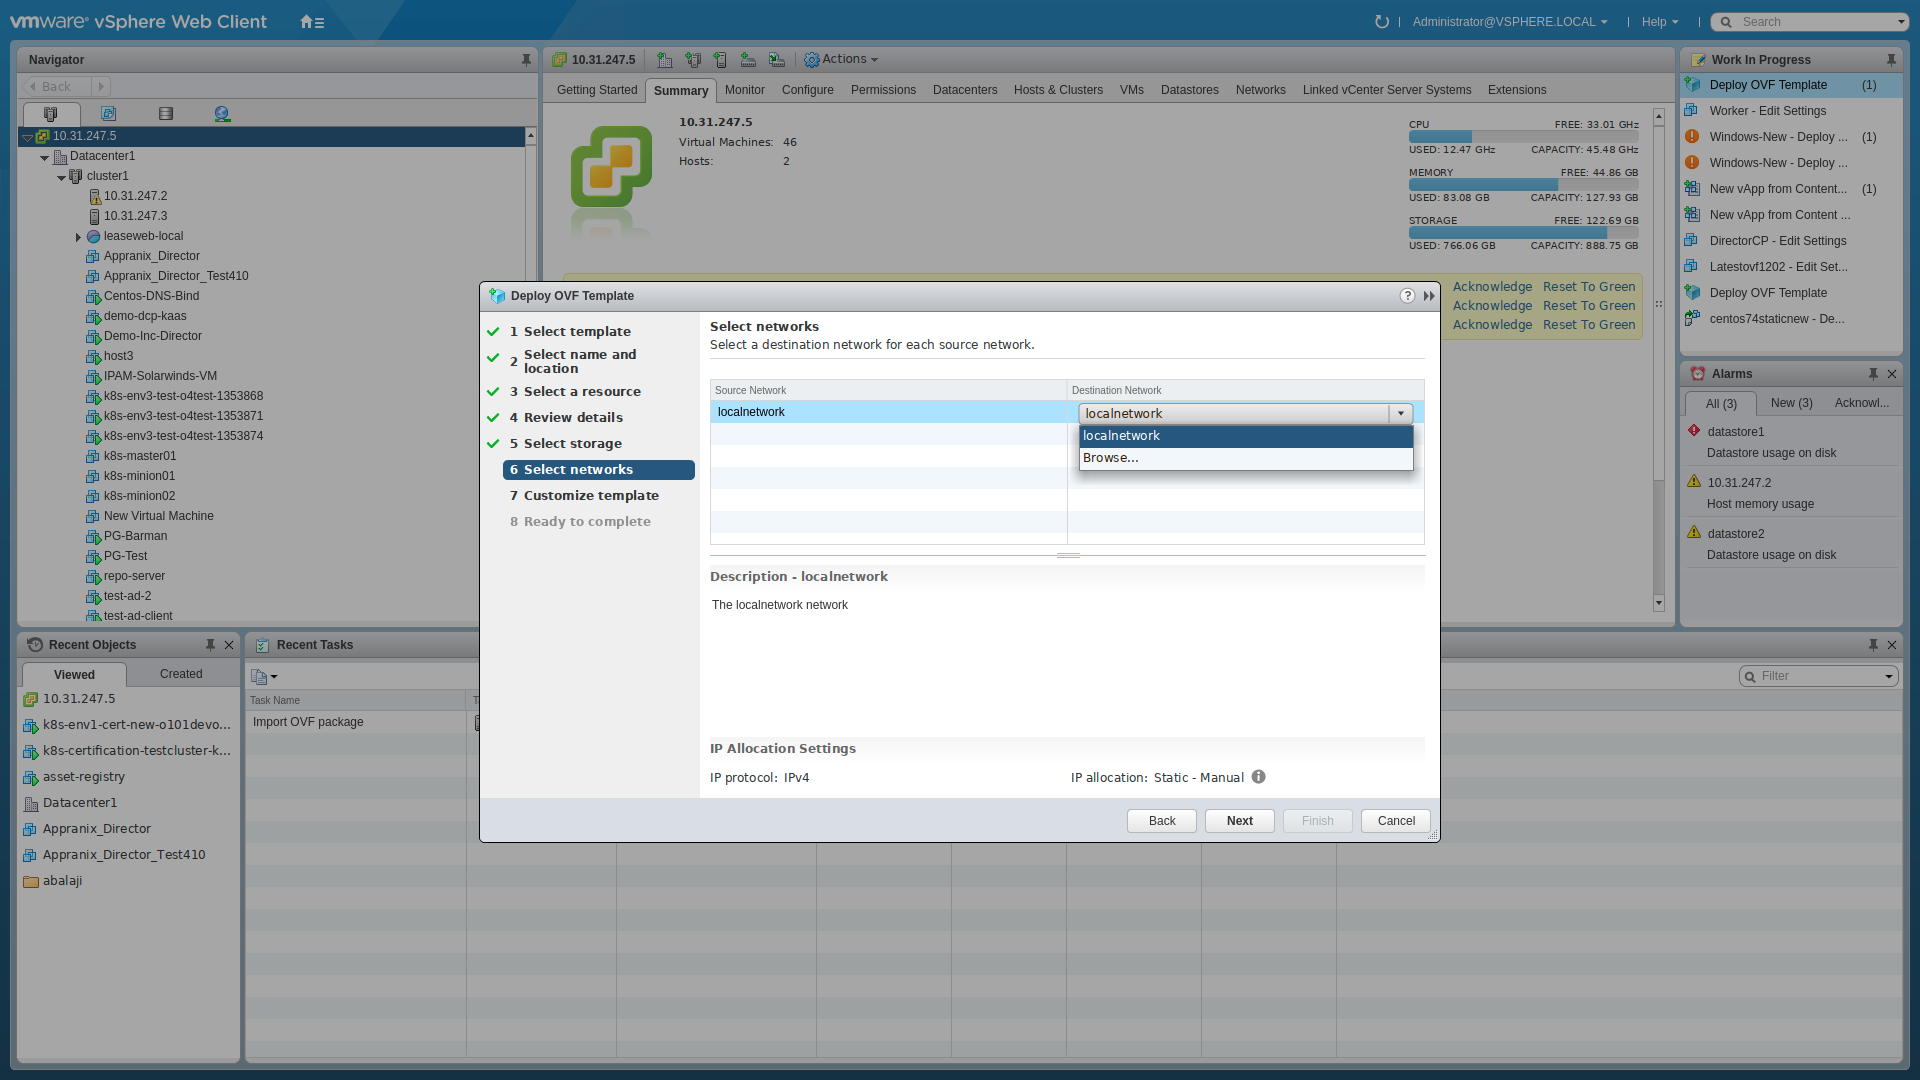 vmware® vSphere Web Client
Administrator@VSPHERE.LOCAL
Help
Search
Navigator
Back
10.31.247.5
Datacenter1
cluster1
10.31.247.2
10.31.247.3
leaseweb-local
Appranix_Director
Appranix_Director_Test410
Centos-DNS-Bind
demo-dcp-kaas
Demo-Inc-Director
host3
IPAM-Solarwinds-VM
k8s-env3-test-o4test-1353868
k8s-env3-test-o4test-1353871
k8s-env3-test-o4test-1353874
k8s-master01
k8s-minion01
k8s-minion02
New Virtual Machine
PG-Barman
PG-Test
repo-server
test-ad-2
test-ad-client
10.31.247.5
Actions
Getting Started Summary Monitor Configure Permissions Datacenters Hosts & Clusters VMs Datastores Networks Linked vCenter Server Systems Extensions
10.31.247.5
Virtual Machines: 46
Hosts: 2
CPU FREE: 33.01 GHz
USED: 12.47 GHz CAPACITY: 45.48 GHz
MEMORY FREE: 44.86 GB
USED: 83.08 GB CAPACITY: 127.93 GB
STORAGE FREE: 122.69 GB
USED: 766.06 GB CAPACITY: 888.75 GB
Acknowledge Reset To Green
Acknowledge Reset To Green
Acknowledge Reset To Green
Work In Progress
Deploy OVF Template (1)
Worker - Edit Settings
Windows-New - Deploy ... (1)
Windows-New - Deploy ...
New vApp from Content... (1)
New vApp from Content ...
DirectorCP - Edit Settings
Latestovf1202 - Edit Set...
Deploy OVF Template
centos74staticnew - De...
Alarms
All (3) New (3) Acknowl...
datastore1
Datastore usage on disk
10.31.247.2
Host memory usage
datastore2
Datastore usage on disk
Deploy OVF Template
1 Select template
2 Select name and
location
3 Select a resource
4 Review details
5 Select storage
6 Select networks
7 Customize template
8 Ready to complete
Select networks
Select a destination network for each source network.
Source Network Destination Network
localnetwork localnetwork
localnetwork
Browse...
Description - localnetwork
The localnetwork network
IP Allocation Settings
IP protocol: IPv4 IP allocation: Static - Manual
Back Next Finish Cancel
Recent Objects
Viewed Created
10.31.247.5
k8s-env1-cert-new-o101devo...
k8s-certification-testcluster-k...
asset-registry
Datacenter1
Appranix_Director
Appranix_Director_Test410
abalaji
Recent Tasks
Filter
Task Name
Import OVF package